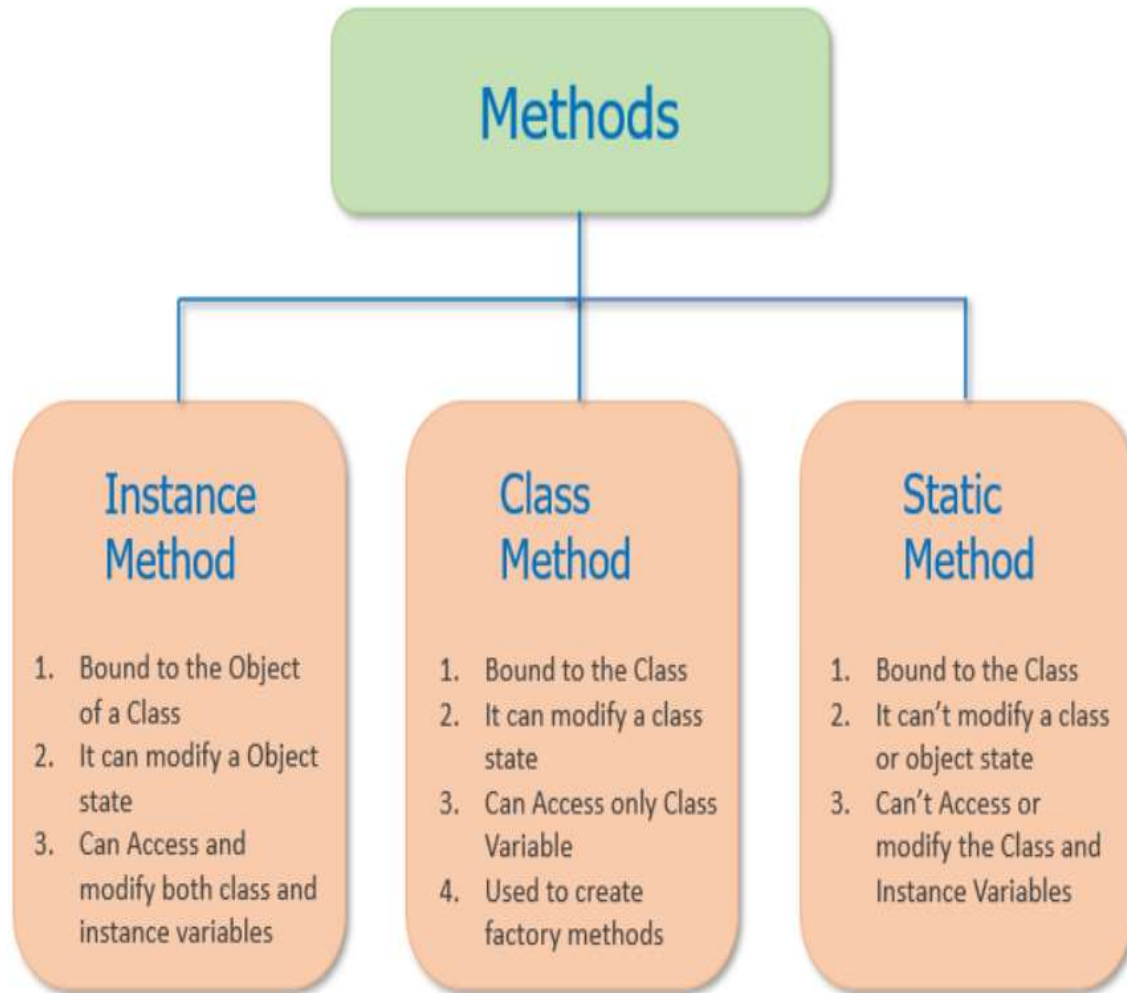 Methods
Instance
Method
1. Bound to the Object
of a Class
2. It can modify a Object
state
3. Can Access and
modify both class and
instance variables
Class
Method
1. Bound to the Class
2. It can modify a class
state
3. Can Access only Class
Variable
4. Used to create
factory methods
Static
Method
1. Bound to the Class
2. It can't modify a class
or object state
3. Can't Access or
modify the Class and
Instance Variables